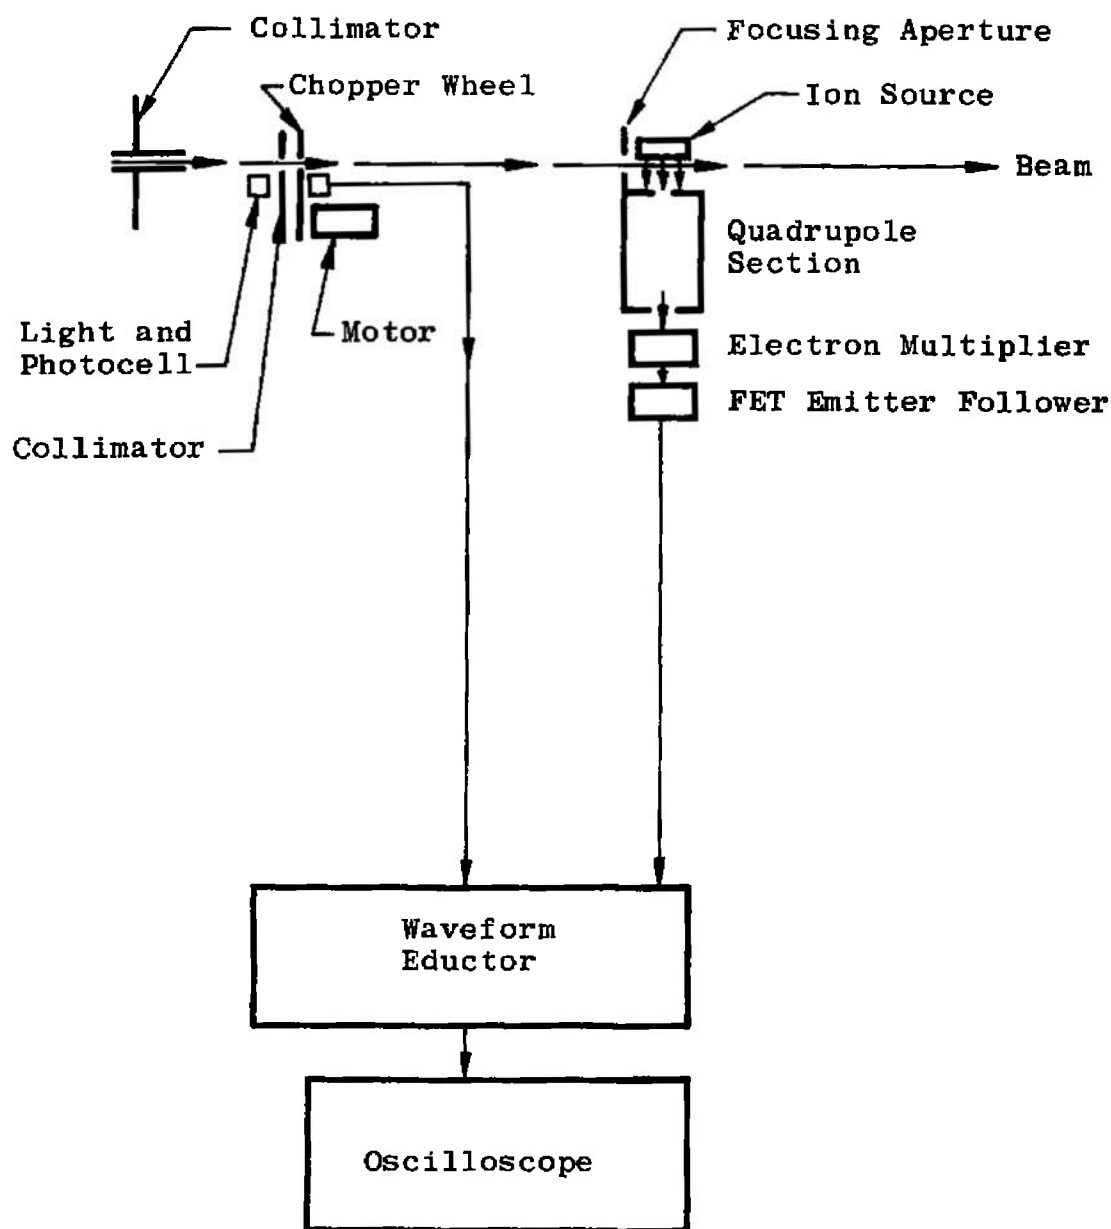 Collimator
Focusing Aperture
Chopper Wheel
Ion Source
Beam
Quadrupole
Section
Light and
Photocell
Motor
Electron Multiplier
FET Emitter Follower
Collimator
Waveform
Eductor
Oscilloscope